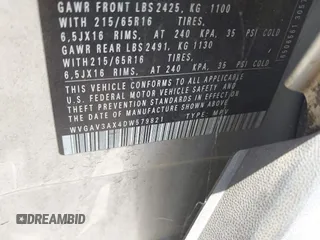 GAWR FRONT LBS2425, KG 1100
WITH 215/65R16 TIRES,
6,5JX16 RIMS, AT 240 KPA, 35 PSI COLD
GAWR REAR LBS2491, KG 1130
WITH215/65R16 TIRES,
6,5JX16 RIMS, AT 240 KPA, 35 PSI COLD
THIS VEHICLE CONFORMS TO ALL APPLICABLE
FEDERAL MOTOR VEHICLE SAFETY
STANDARDS IN EFFECT ON THE
DATE OF MANUFACTURE SHOWN ABOVE
WVGAV3AX4DW579821 TYPE: MPV
DREAMBID